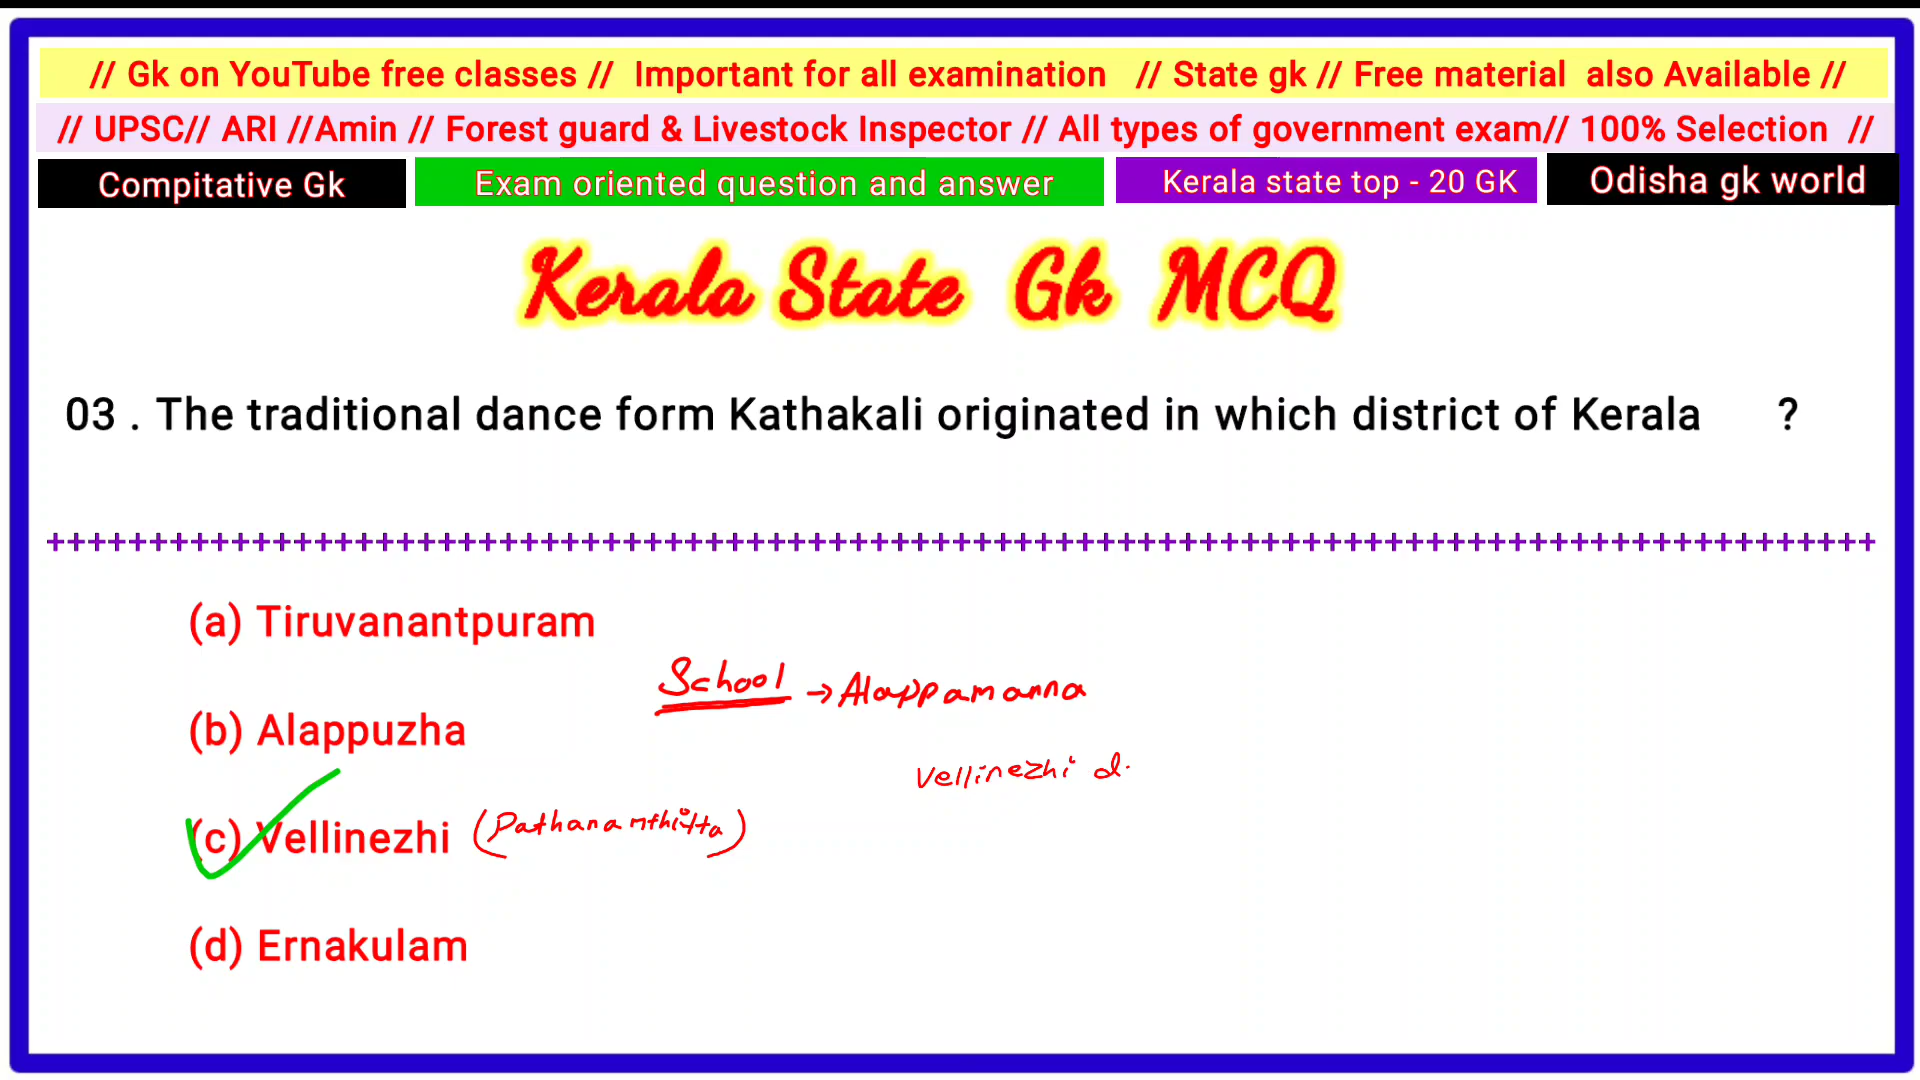 // Gk on YouTube free classes // Important for all examination // State gk // Free material also Available //
// UPSC// ARI //Amin // Forest guard & Livestock Inspector // All types of government exam// 100% Selection //
Compitative Gk Exam oriented question and answer Kerala state top - 20 GK Odisha gk world
Kerala State Gk MCQ
03 . The traditional dance form Kathakali originated in which district of Kerala ?
++++++++++++++++++++++++++++++++++++++++++++++++++++++++++++++++++++++++++++++++++++++++
(a) Tiruvanantpuram
School → Alappamanna
(b) Alappuzha
Vellinezhi d.
(c) Vellinezhi (Pathanamthitta)
(d) Ernakulam